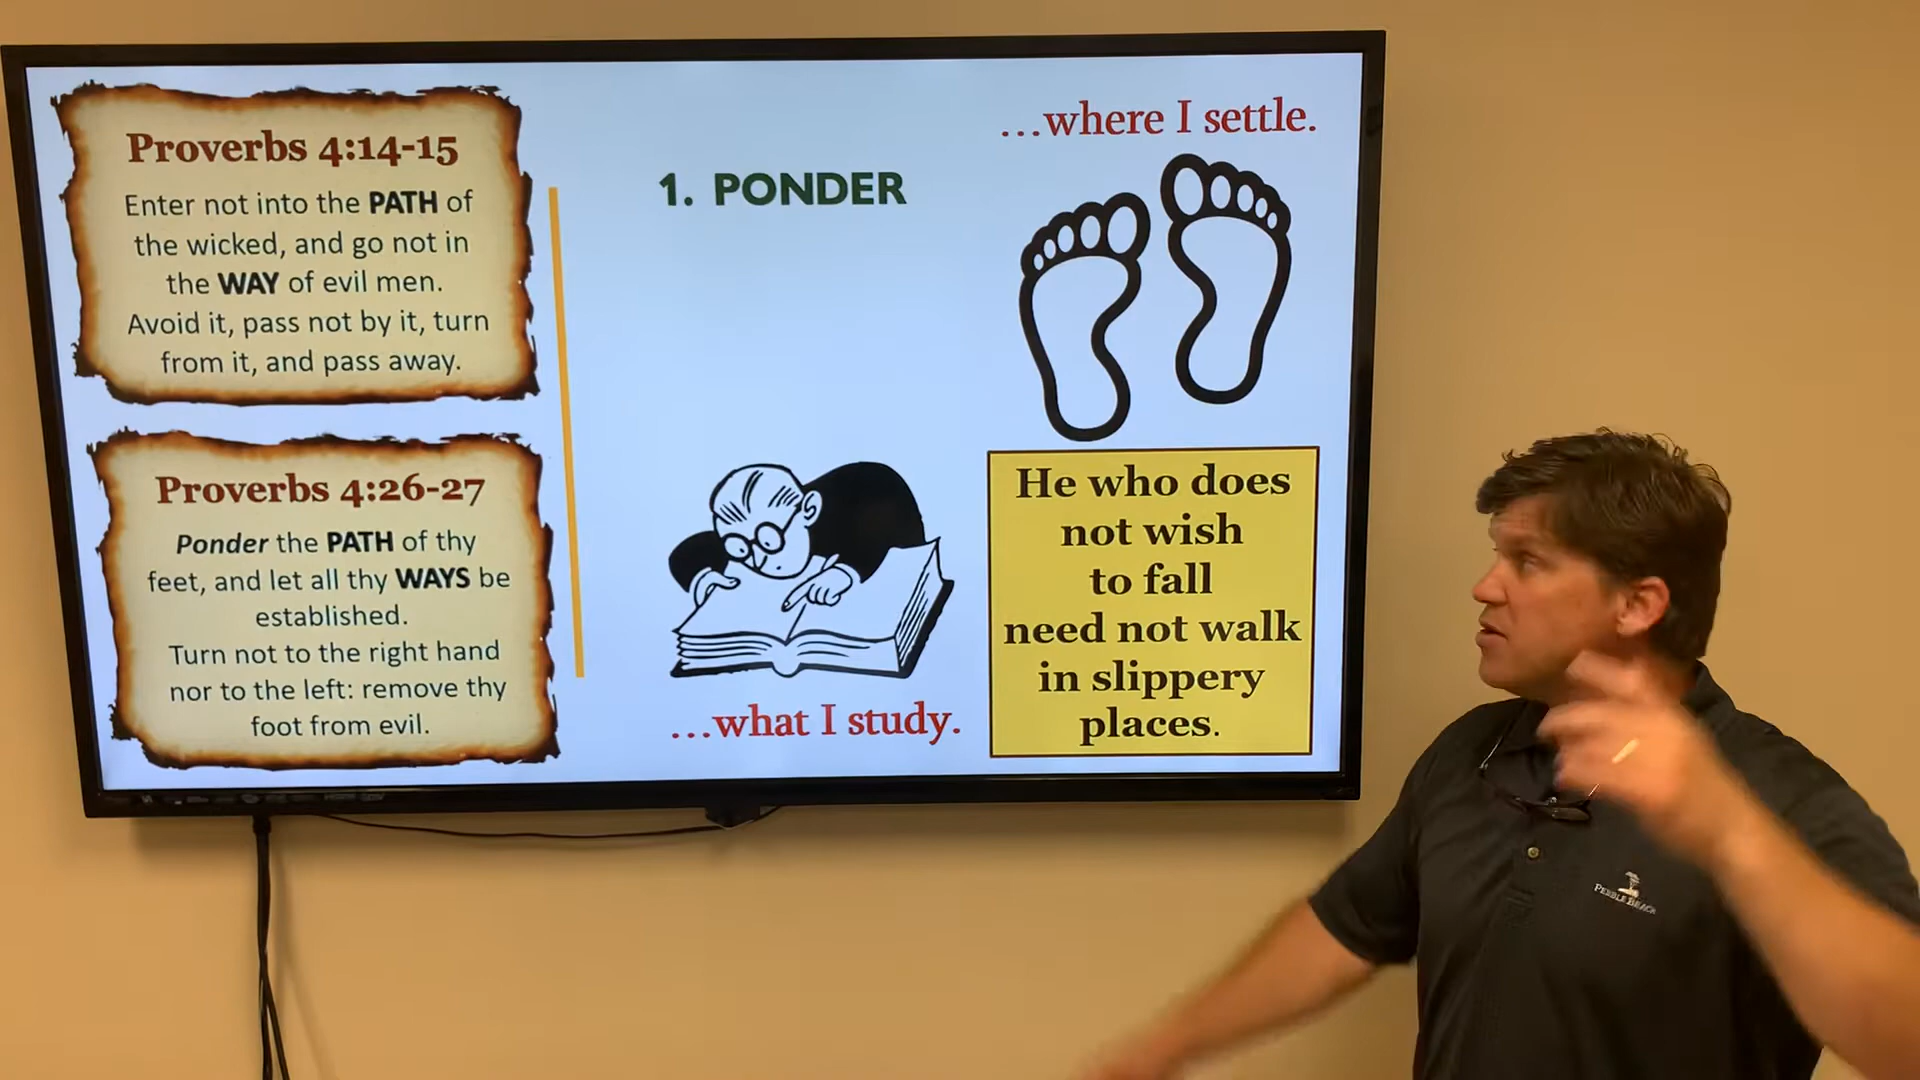 Proverbs 4:14-15
Enter not into the PATH of
the wicked, and go not in
the WAY of evil men.
Avoid it, pass not by it, turn
from it, and pass away.
Proverbs 4:26-27
Ponder the PATH of thy
feet, and let all thy WAYS be
established.
Turn not to the right hand
nor to the left: remove thy
foot from evil.
1. PONDER
...what I study.
...where I settle.
He who does
not wish
to fall
need not walk
in slippery
places.
PEBBLE BEACH